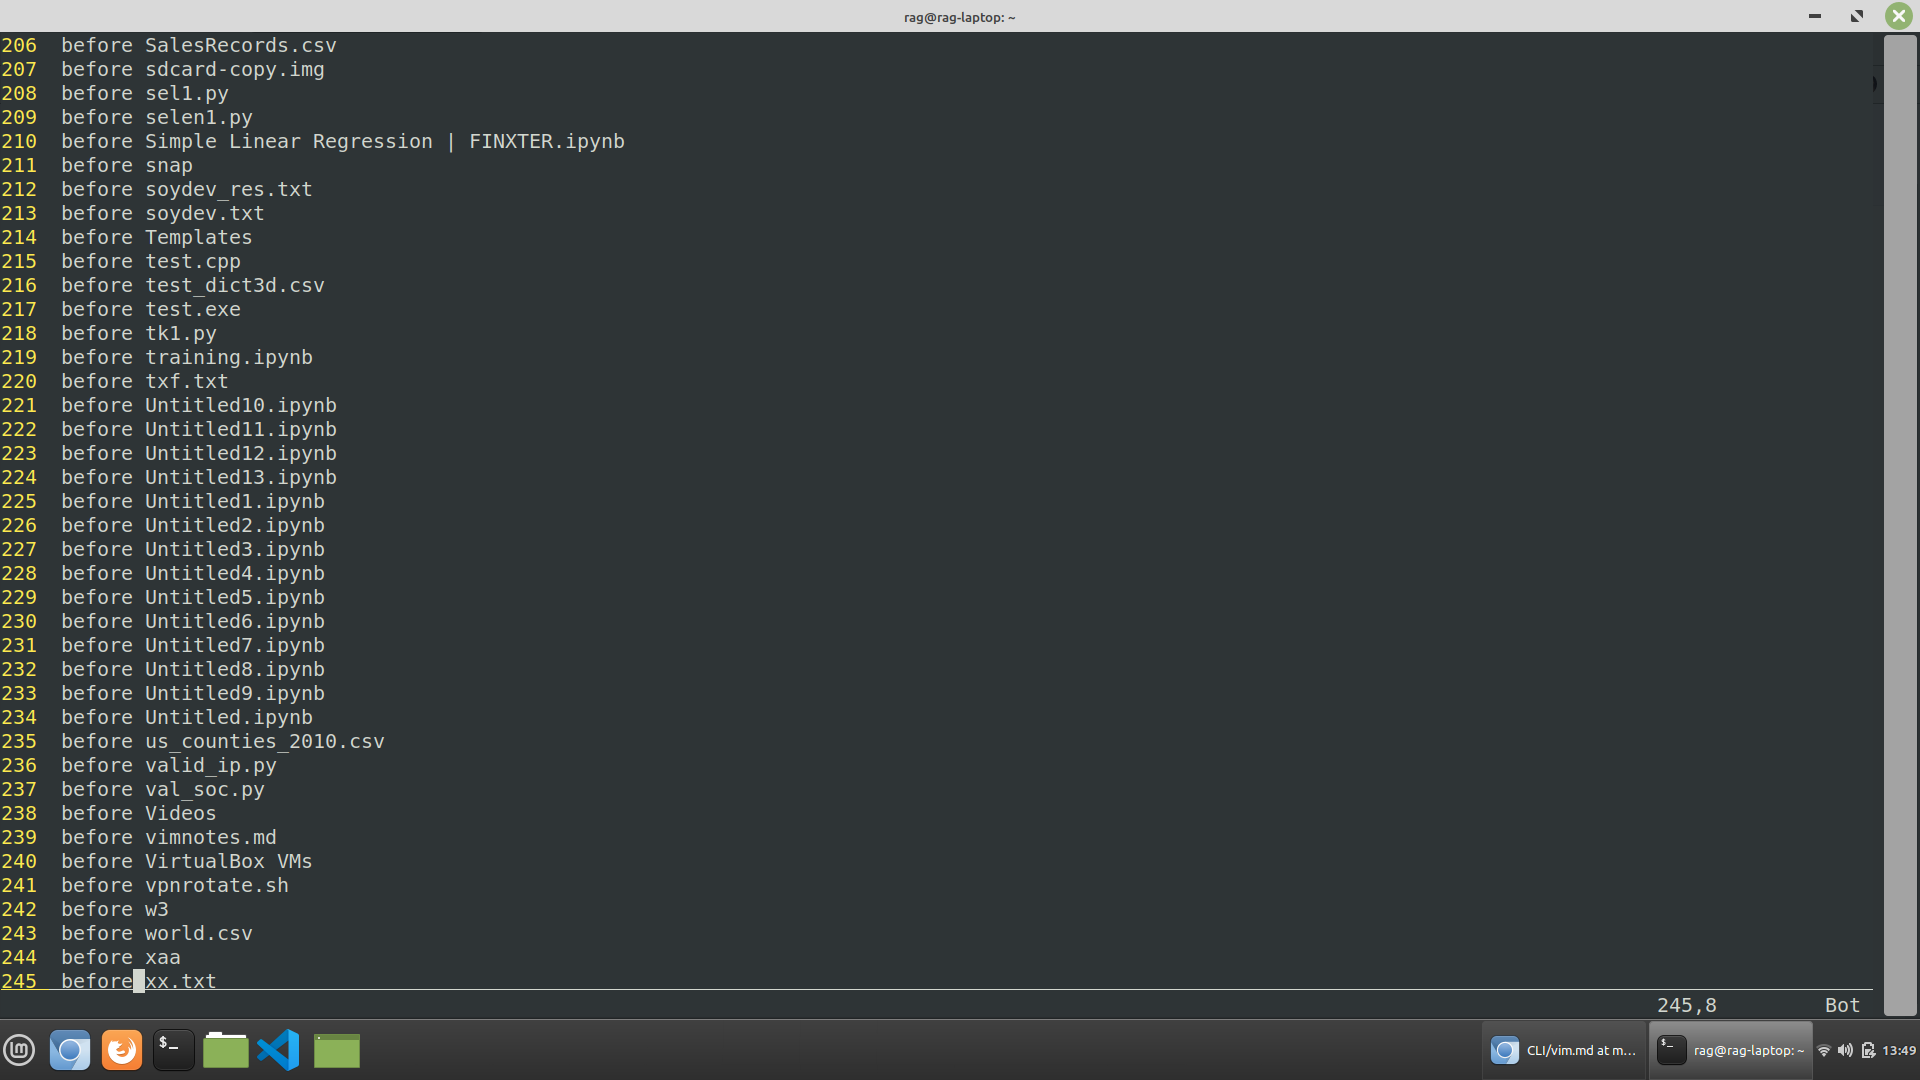 rag@rag-laptop: ~
206 before SalesRecords.csv
207 before sdcard-copy.img
208 before sel1.py
209 before selen1.py
210 before Simple Linear Regression | FINXTER.ipynb
211 before snap
212 before soydev_res.txt
213 before soydev.txt
214 before Templates
215 before test.cpp
216 before test_dict3d.csv
217 before test.exe
218 before tk1.py
219 before training.ipynb
220 before txf.txt
221 before Untitled10.ipynb
222 before Untitled11.ipynb
223 before Untitled12.ipynb
224 before Untitled13.ipynb
225 before Untitled1.ipynb
226 before Untitled2.ipynb
227 before Untitled3.ipynb
228 before Untitled4.ipynb
229 before Untitled5.ipynb
230 before Untitled6.ipynb
231 before Untitled7.ipynb
232 before Untitled8.ipynb
233 before Untitled9.ipynb
234 before Untitled.ipynb
235 before us_counties_2010.csv
236 before valid_ip.py
237 before val_soc.py
238 before Videos
239 before vimnotes.md
240 before VirtualBox VMs
241 before vpnrotate.sh
242 before w3
243 before world.csv
244 before xaa
245 before xx.txt
245,8 Bot
$_ CLI/vim.md at m... $_ rag@rag-laptop: ~ 13:49